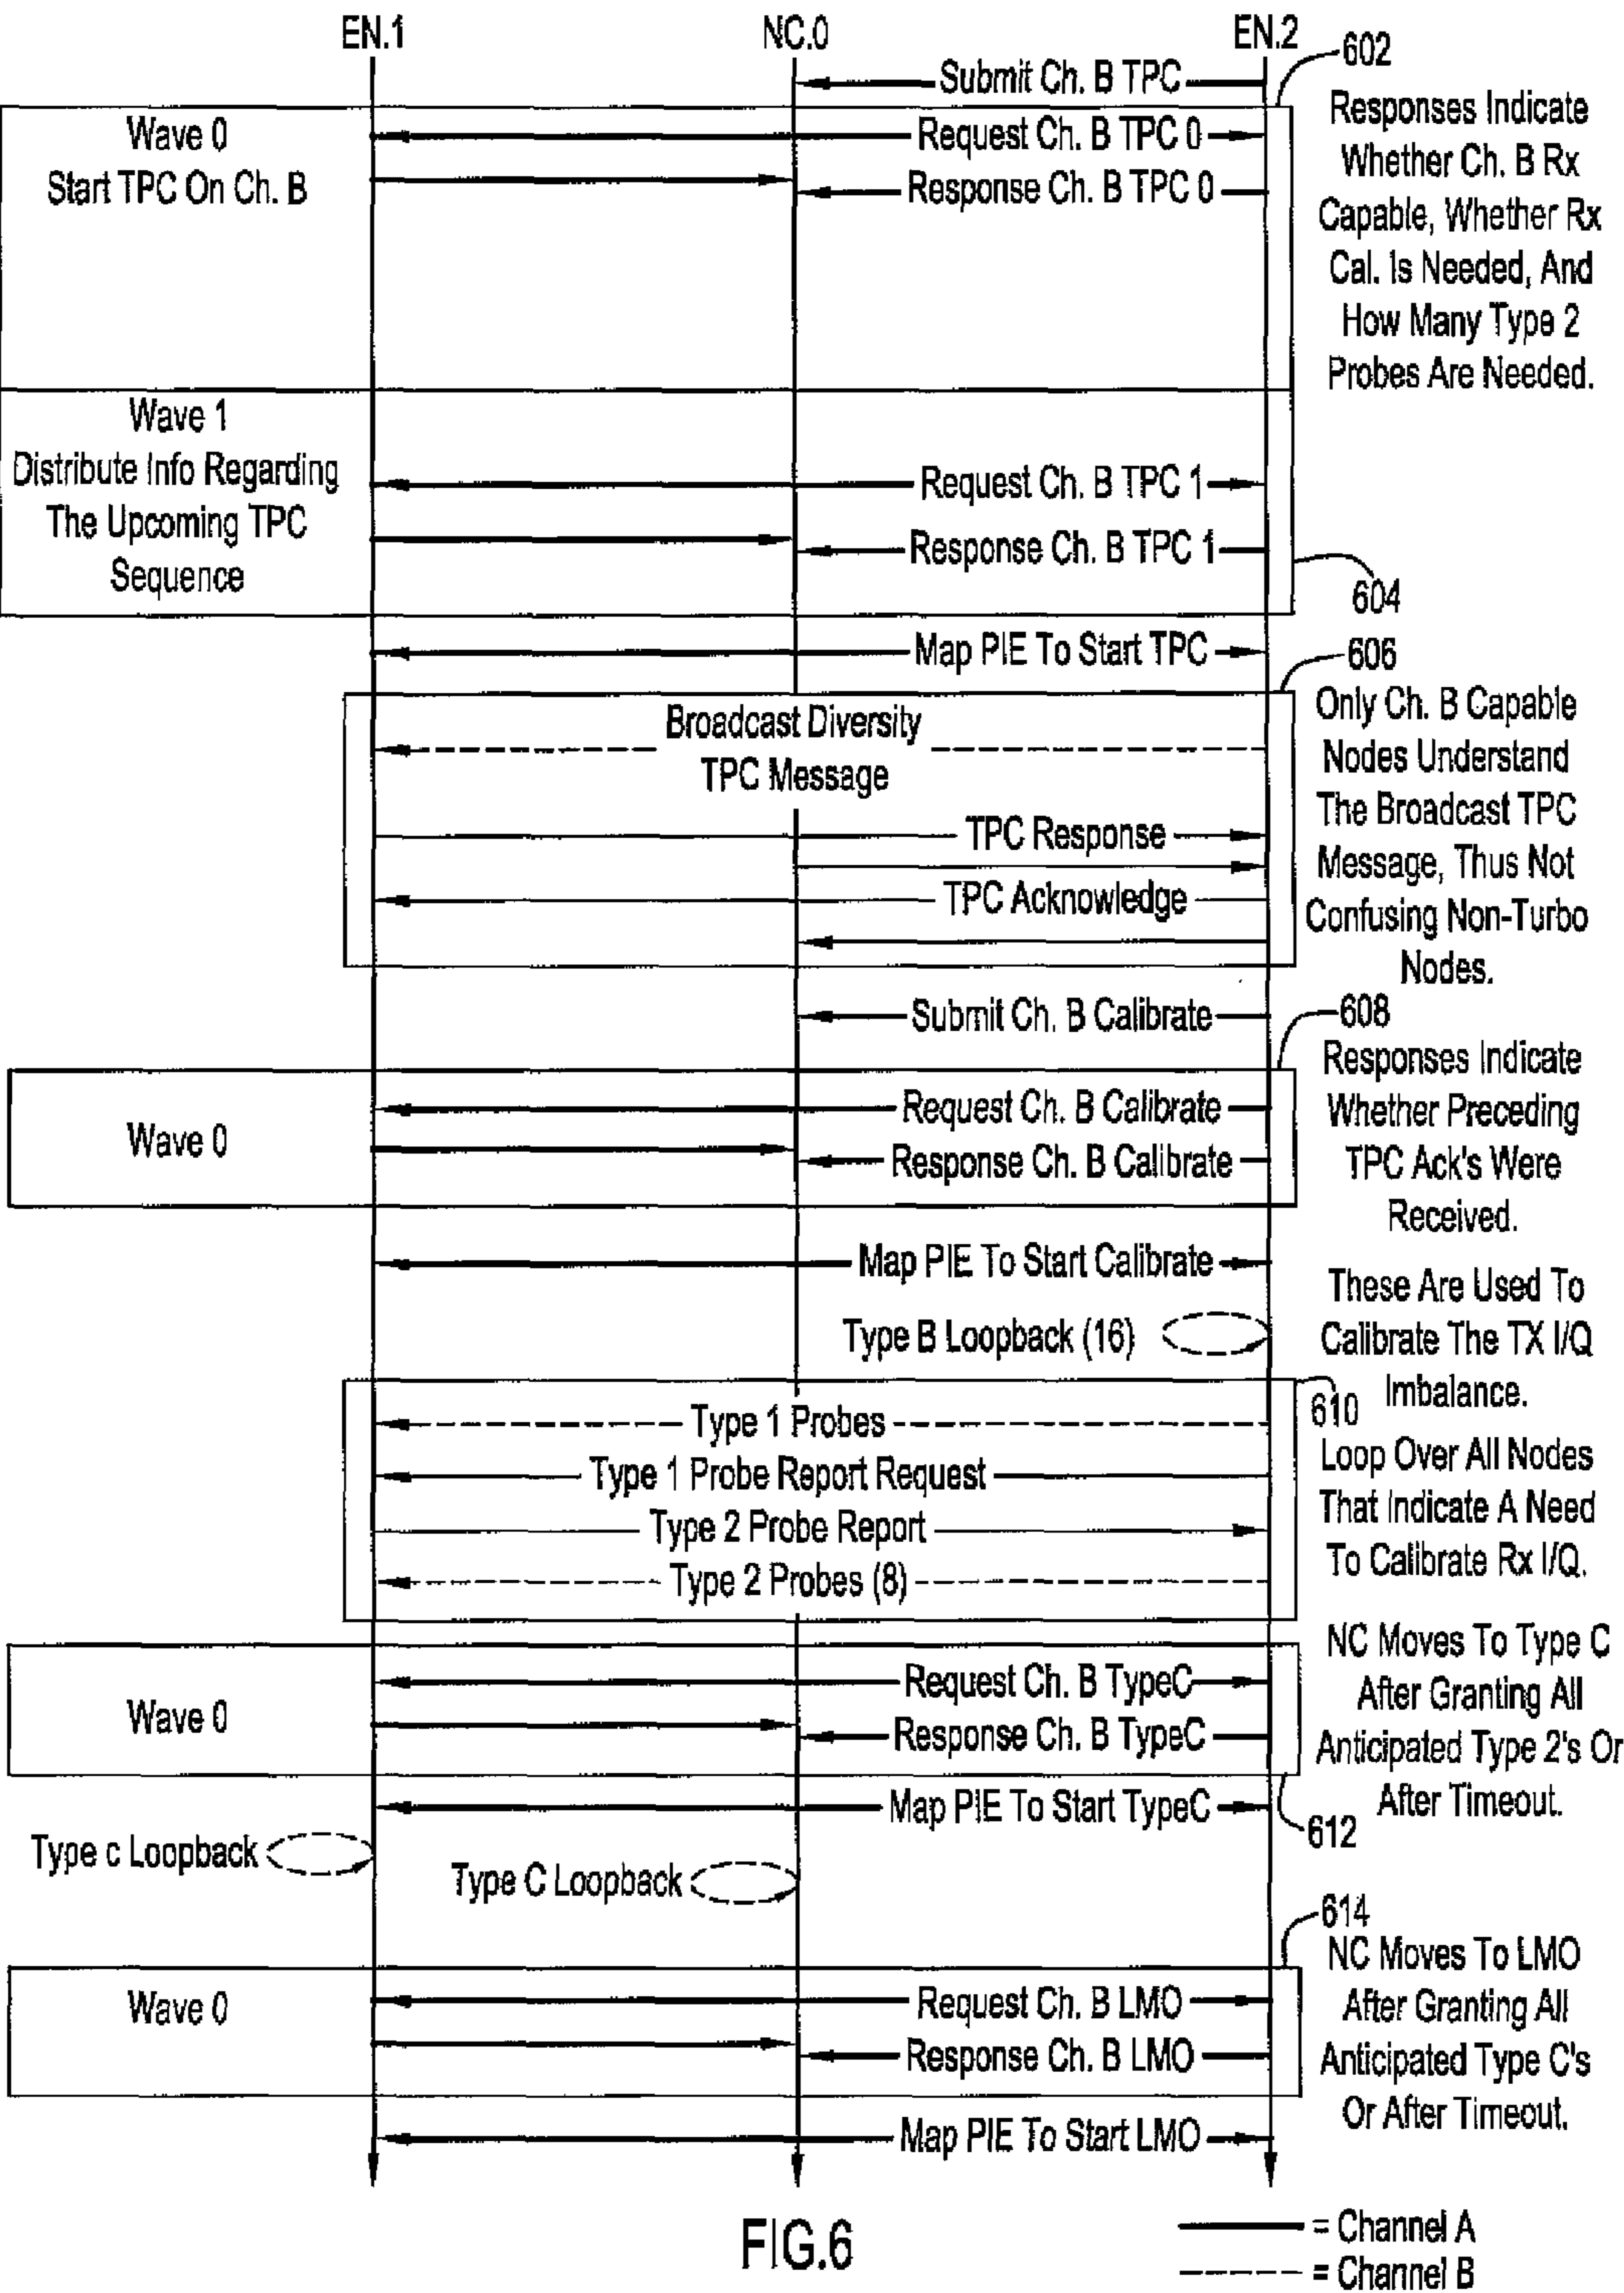 EN.1
NC.0
EN.2
602
Submit Ch. B TPC
Wave 0
Start TPC On Ch. B
Request Ch. B TPC 0
Response Ch. B TPC 0
Responses Indicate
Whether Ch. B Rx
Capable, Whether Rx
Cal. Is Needed, And
How Many Type 2
Probes Are Needed.
Wave 1
Distribute Info Regarding
The Upcoming TPC
Sequence
Request Ch. B TPC 1
Response Ch. B TPC 1
604
Map PIE To Start TPC
606
Broadcast Diversity
TPC Message
TPC Response
TPC Acknowledge
Only Ch. B Capable
Nodes Understand
The Broadcast TPC
Message, Thus Not
Confusing Non-Turbo
Nodes.
Submit Ch. B Calibrate
608
Wave 0
Request Ch. B Calibrate
Response Ch. B Calibrate
Responses Indicate
Whether Preceding
TPC Ack's Were
Received.
Map PIE To Start Calibrate
Type B Loopback (16)
These Are Used To
Calibrate The TX I/Q
Imbalance.
610
Type 1 Probes
Type 1 Probe Report Request
Type 2 Probe Report
Type 2 Probes (8)
Loop Over All Nodes
That Indicate A Need
To Calibrate Rx I/Q.
Wave 0
Request Ch. B TypeC
Response Ch. B TypeC
NC Moves To Type C
After Granting All
Anticipated Type 2's Or
After Timeout.
612
Map PIE To Start TypeC
Type c Loopback
Type C Loopback
614
Wave 0
Request Ch. B LMO
Response Ch. B LMO
NC Moves To LMO
After Granting All
Anticipated Type C's
Or After Timeout.
Map PIE To Start LMO
FIG.6
= Channel A
= Channel B